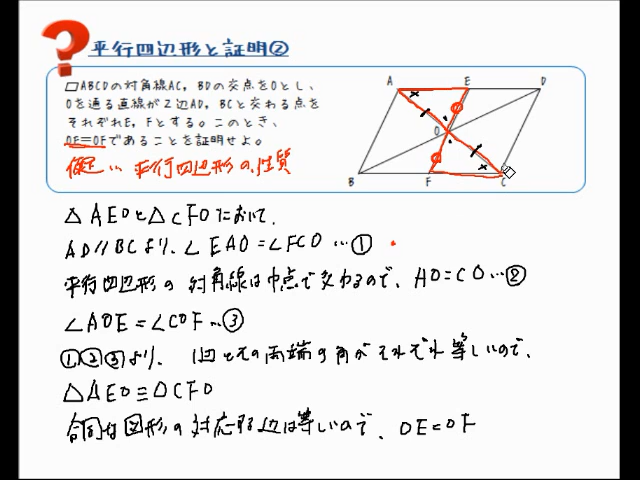 ?
平行四辺形と証明②
□ABCDの対角線AC，BDの交点をOとし，
Oを通る直線が2辺AD，BCと交わる点を
それぞれE，Fとする。このとき，
OE＝OFであることを証明せよ。
仮定… 平行四辺形の性質
A E D
O
B F C
△AEOと△CFOにおいて、
AD//BCより、∠EAO=∠FCO …①
平行四辺形の対角線は中点で交わるので、AO=CO…②
∠AOE=∠COF…③
①②③より、1辺とその両端の角がそれぞれ等しいので、
△AEO≡△CFO
合同な図形の対応する辺は等しいので、OE=OF